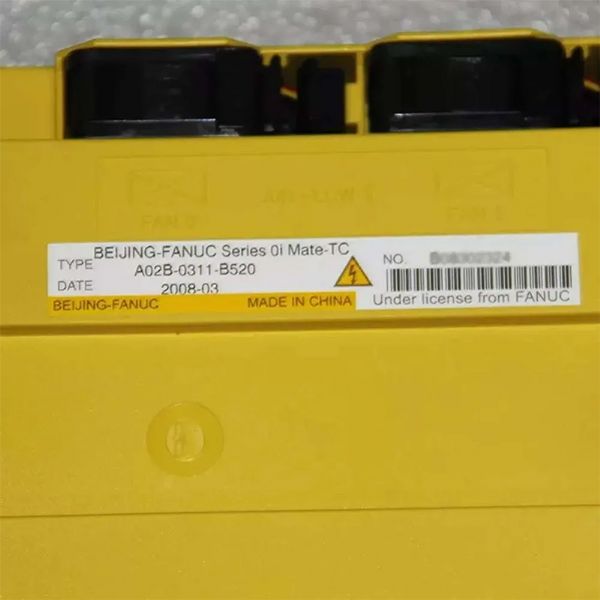 BEIJING-FANUC Series 0i Mate-TC
TYPE A02B-0311-B520
DATE 2008-03
BEIJING-FANUC MADE IN CHINA
NO.
Under license from FANUC